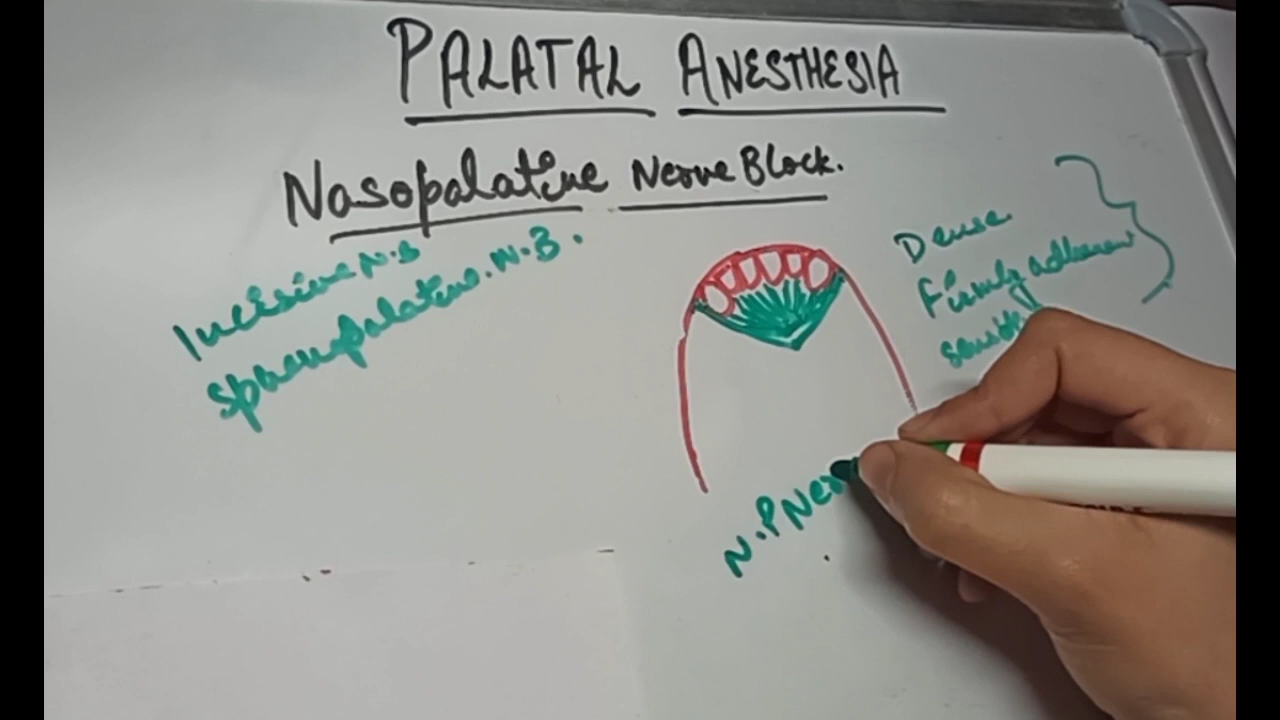 PALATAL ANESTHESIA
Nasopalatine Nerve Block.
Incisive N.B
Sphenopalatine. N.B.
Dense
Firmly adherent
N.P Ner